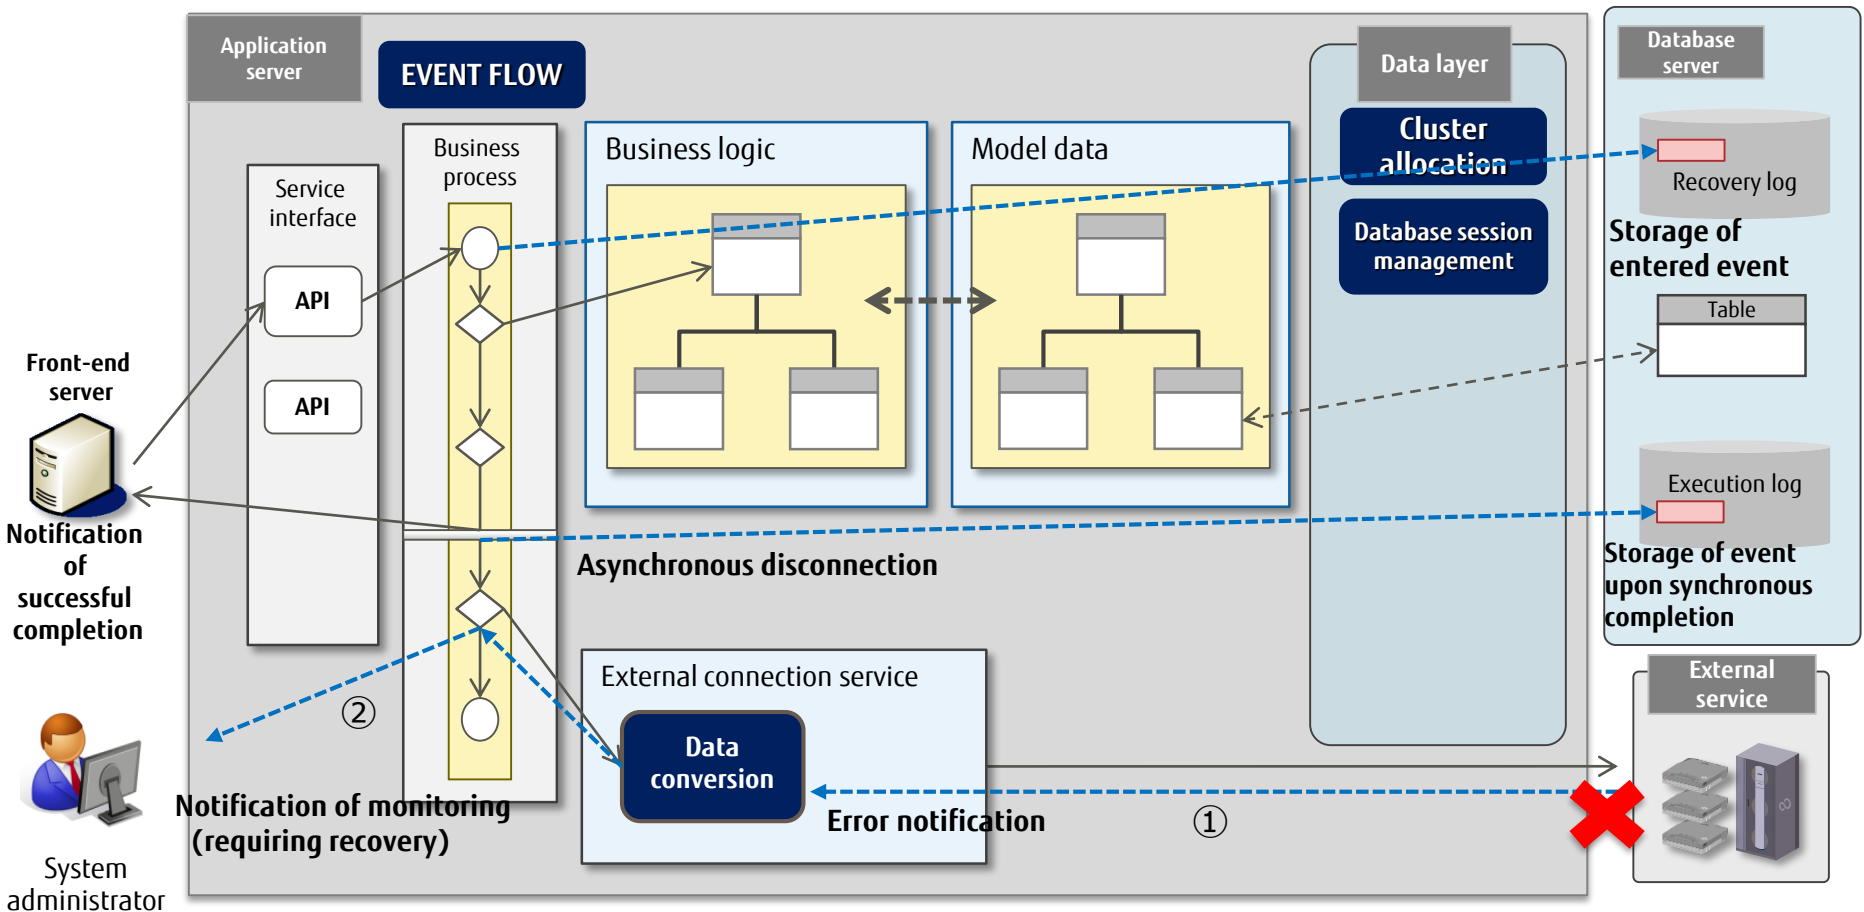 Application
server
EVENT FLOW
Data layer
Database
server
Business
process
Business logic
Model data
Cluster
allocation
Recovery log
Service
interface
Database session
management
Storage of
entered event
API
Table
Front-end
server
API
Execution log
Notification
of
successful
completion
Asynchronous disconnection
Storage of event
upon synchronous
completion
External connection service
External
service
②
Data
conversion
Notification of monitoring
(requiring recovery)
Error notification
①
System
administrator
8